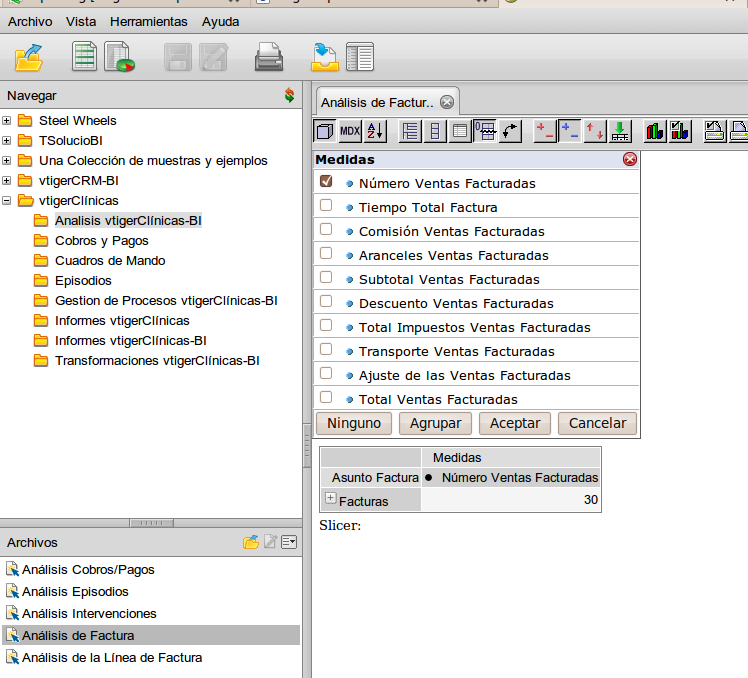 Archivo Vista Herramientas Ayuda
Navegar
Steel Wheels
TSolucioBI
Una Colección de muestras y ejemplos
vtigerCRM-BI
vtigerClínicas
Analisis vtigerClínicas-BI
Cobros y Pagos
Cuadros de Mando
Episodios
Gestion de Procesos vtigerClínicas-BI
Informes vtigerClínicas
Informes vtigerClínicas-BI
Transformaciones vtigerClínicas-BI
Archivos
Análisis Cobros/Pagos
Análisis Episodios
Análisis Intervenciones
Análisis de Factura
Análisis de la Línea de Factura
Análisis de Factur..
MDX
Medidas
Número Ventas Facturadas
Tiempo Total Factura
Comisión Ventas Facturadas
Aranceles Ventas Facturadas
Subtotal Ventas Facturadas
Descuento Ventas Facturadas
Total Impuestos Ventas Facturadas
Transporte Ventas Facturadas
Ajuste de las Ventas Facturadas
Total Ventas Facturadas
Ninguno Agrupar Aceptar Cancelar
Medidas
Asunto Factura Número Ventas Facturadas
Facturas 30
Slicer: